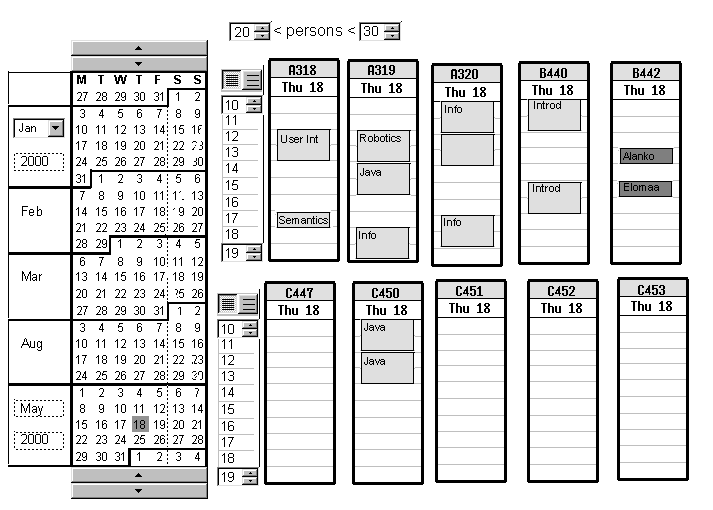 20 < persons < 30
M T W T F S S
27 28 29 30 31 1 2
3 4 5 6 7 8 9
Jan 10 11 12 13 14 15 16
17 18 19 20 21 22 23
2000 24 25 26 27 28 29 30
31 1 2 3 4 5 6
7 8 9 10 11 12 13
Feb 14 15 16 17 18 19 20
21 22 23 24 25 26 27
28 29 1 2 3 4 5
6 7 8 9 10 11 12
Mar 13 14 15 16 17 18 19
20 21 22 23 24 25 26
27 28 29 30 31 1 2
3 4 5 6 7 8 9
Aug 10 11 12 13 14 15 16
17 18 19 20 21 22 23
24 25 26 27 28 29 30
1 2 3 4 5 6 7
May 8 9 10 11 12 13 14
15 16 17 18 19 20 21
2000 22 23 24 25 26 27 28
29 30 31 1 2 3 4
A318 A319 A320 B440 B442
Thu 18 Thu 18 Thu 18 Thu 18 Thu 18
10 Info Introd
11
12 User Int Robotics
13 Alanko
14 Java
15 Introd Elomaa
16
17 Semantics Info
18 Info
19
C447 C450 C451 C452 C453
Thu 18 Thu 18 Thu 18 Thu 18 Thu 18
10 Java
11
12 Java
13
14
15
16
17
18
19